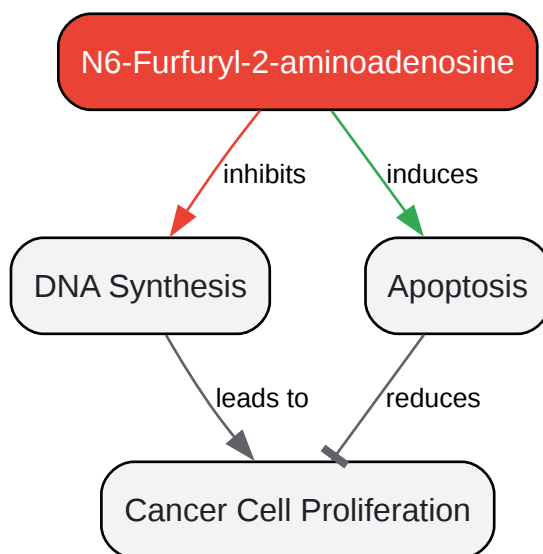 N6-Furfuryl-2-aminoadenosine
inhibits
induces
DNA Synthesis
Apoptosis
leads to
reduces
Cancer Cell Proliferation